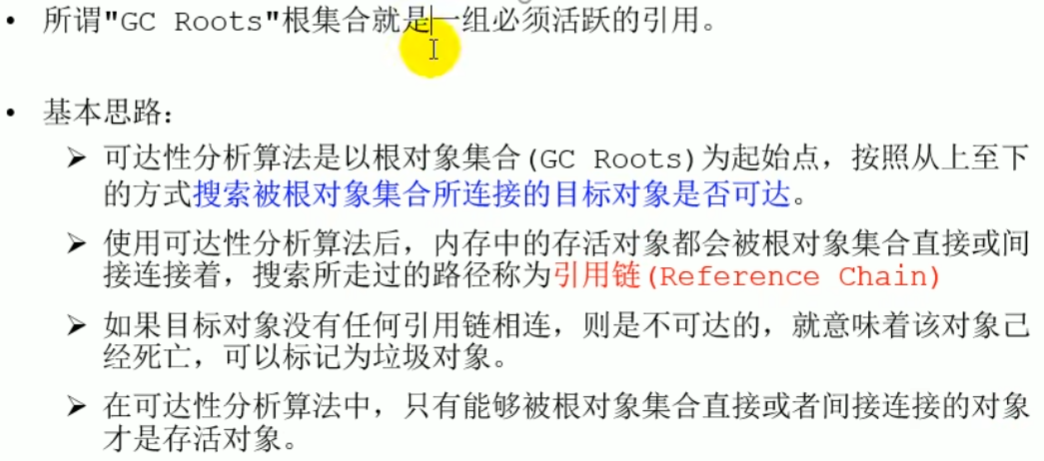 • 所谓"GC Roots"根集合就是一组必须活跃的引用。
• 基本思路：
➢ 可达性分析算法是以根对象集合(GC Roots)为起始点，按照从上至下
的方式搜索被根对象集合所连接的目标对象是否可达。
➢ 使用可达性分析算法后，内存中的存活对象都会被根对象集合直接或间
接连接着，搜索所走过的路径称为引用链(Reference Chain)
➢ 如果目标对象没有任何引用链相连，则是不可达的，就意味着该对象己
经死亡，可以标记为垃圾对象。
➢ 在可达性分析算法中，只有能够被根对象集合直接或者间接连接的对象
才是存活对象。